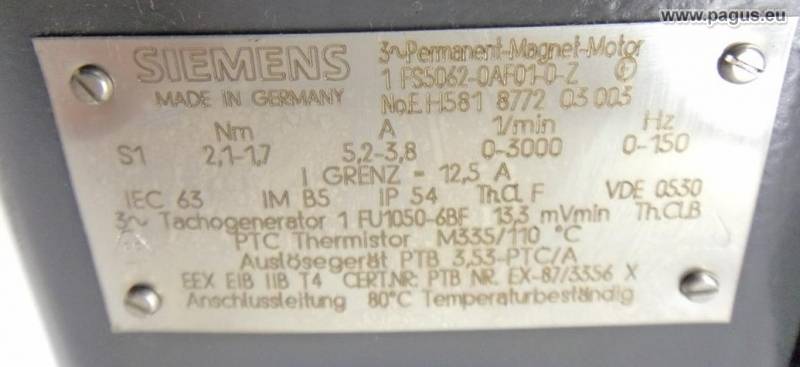 www.pagus.eu
SIEMENS
3~Permanent-Magnet-Motor
1 FS5062-0AF01-0-Z
MADE IN GERMANY
No.E H581 8772 03 003
Nm A 1/min Hz
S1 2,1-1,7 5,2-3,8 0-3000 0-150
I GRENZ = 12,5 A
IEC 63 IM B5 IP 54 Th.Cl. F VDE 0530
3~ Tachogenerator 1 FU1050-6BF 13,3 mVmin Th.Cl.B
PTC Thermistor M335/110 °C
Auslösegerät PTB 3,53-PTC/A
EEX EIB IIB T4 CERT.NR: PTB NR. EX-87/3356 X
Anschlussleitung 80°C Temperaturbeständig